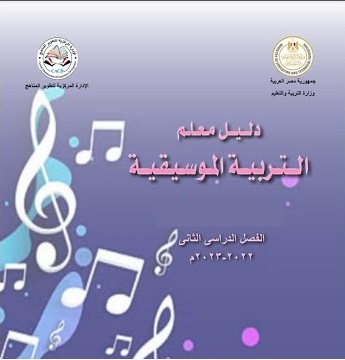 جمهورية مصر العربية
وزارة التربية والتعليم
الإدارة المركزية لتطوير المناهج
CACD
دليل معلم
التربية الموسيقية
الفصل الدراسى الثانى
٢٠٢٢-٢٠٢٣م